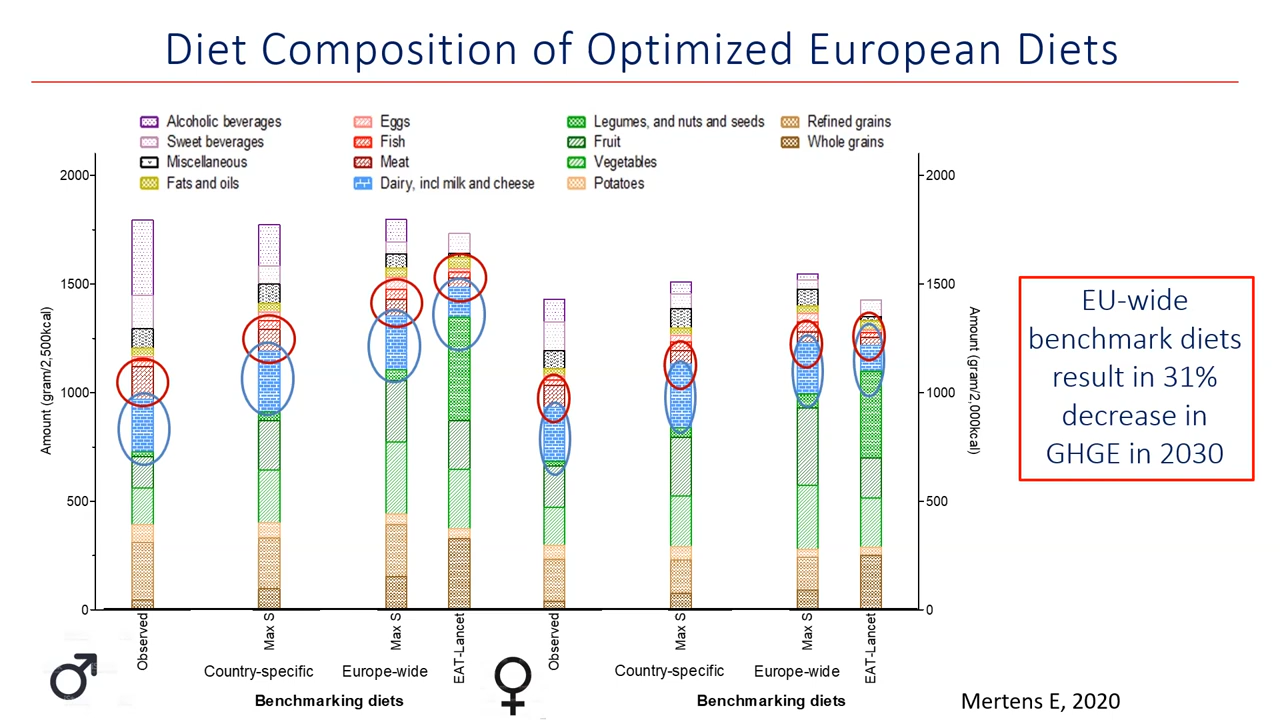 Diet Composition of Optimized European Diets
Alcoholic beverages
Sweet beverages
Miscellaneous
Fats and oils
Eggs
Fish
Meat
Dairy, incl milk and cheese
Legumes, and nuts and seeds
Fruit
Vegetables
Potatoes
Refined grains
Whole grains
2000
1500
1000
500
0
Amount (gram/2,500kcal)
2000
1500
1000
500
0
Amount (gram/2,000kcal)
EU-wide
benchmark diets
result in 31%
decrease in
GHGE in 2030
Observed
Max S
Max S
EAT-Lancet
Observed
Max S
Max S
EAT-Lancet
Country-specific
Europe-wide
Country-specific
Europe-wide
Benchmarking diets
Benchmarking diets
Mertens E, 2020